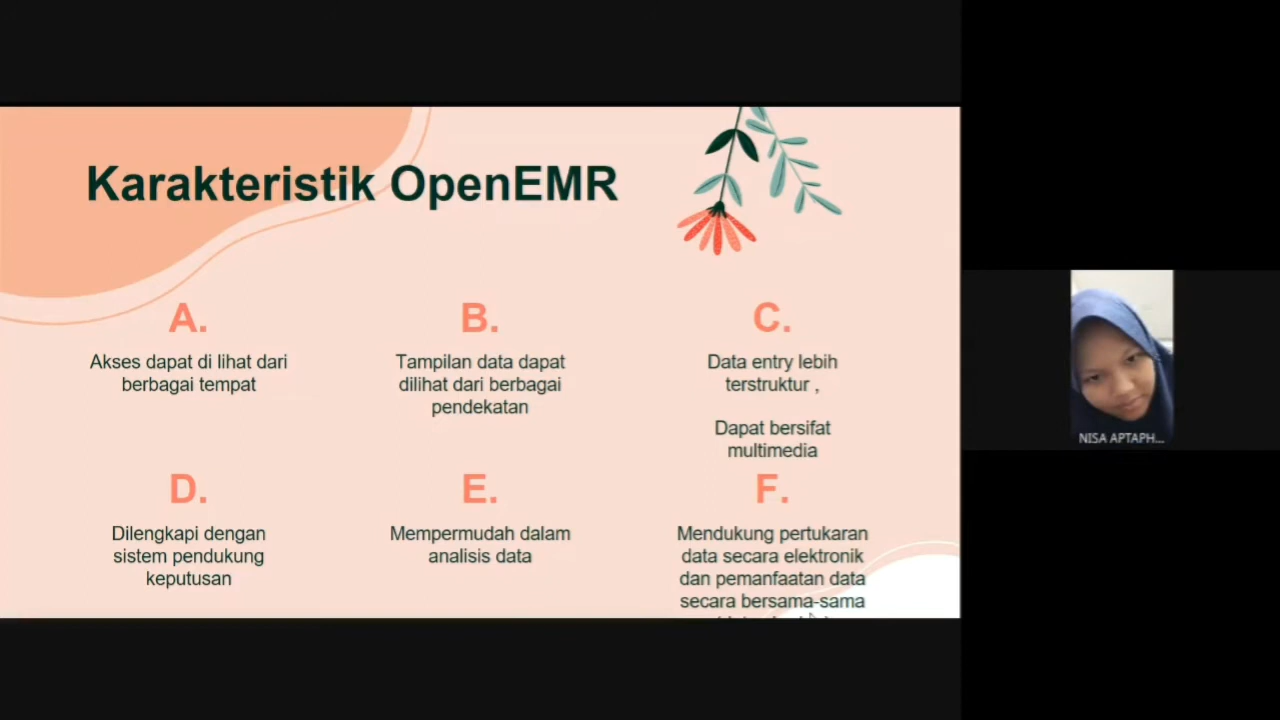 Karakteristik OpenEMR
A.
Akses dapat di lihat dari
berbagai tempat
B.
Tampilan data dapat
dilihat dari berbagai
pendekatan
C.
Data entry lebih
terstruktur ,
Dapat bersifat
multimedia
D.
Dilengkapi dengan
sistem pendukung
keputusan
E.
Mempermudah dalam
analisis data
F.
Mendukung pertukaran
data secara elektronik
dan pemanfaatan data
secara bersama-sama
NISA APTAPH...